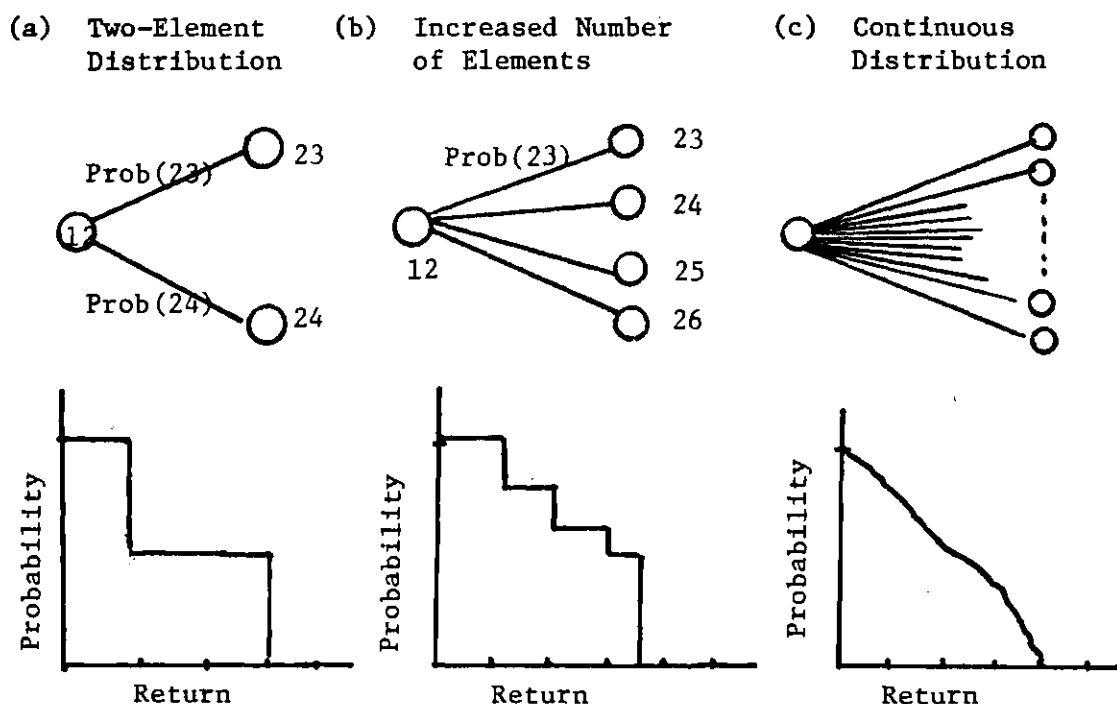 (a) Two-Element
Distribution
(b) Increased Number
of Elements
(c) Continuous
Distribution
Prob(23)
23
12
Prob(24)
24
Prob(23)
23
24
12
25
26
Probability
Return
Probability
Return
Probability
Return